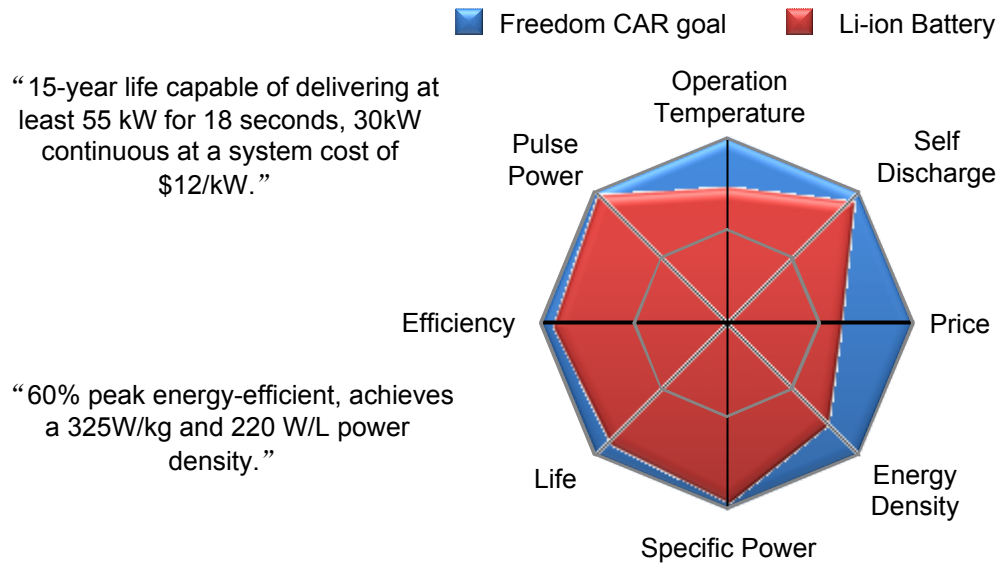 Freedom CAR goal
Li-ion Battery
“15-year life capable of delivering at
least 55 kW for 18 seconds, 30kW
continuous at a system cost of
$12/kW.”
Operation
Temperature
Self
Discharge
Pulse
Power
Efficiency
Price
“60% peak energy-efficient, achieves
a 325W/kg and 220 W/L power
density.”
Life
Energy
Density
Specific Power